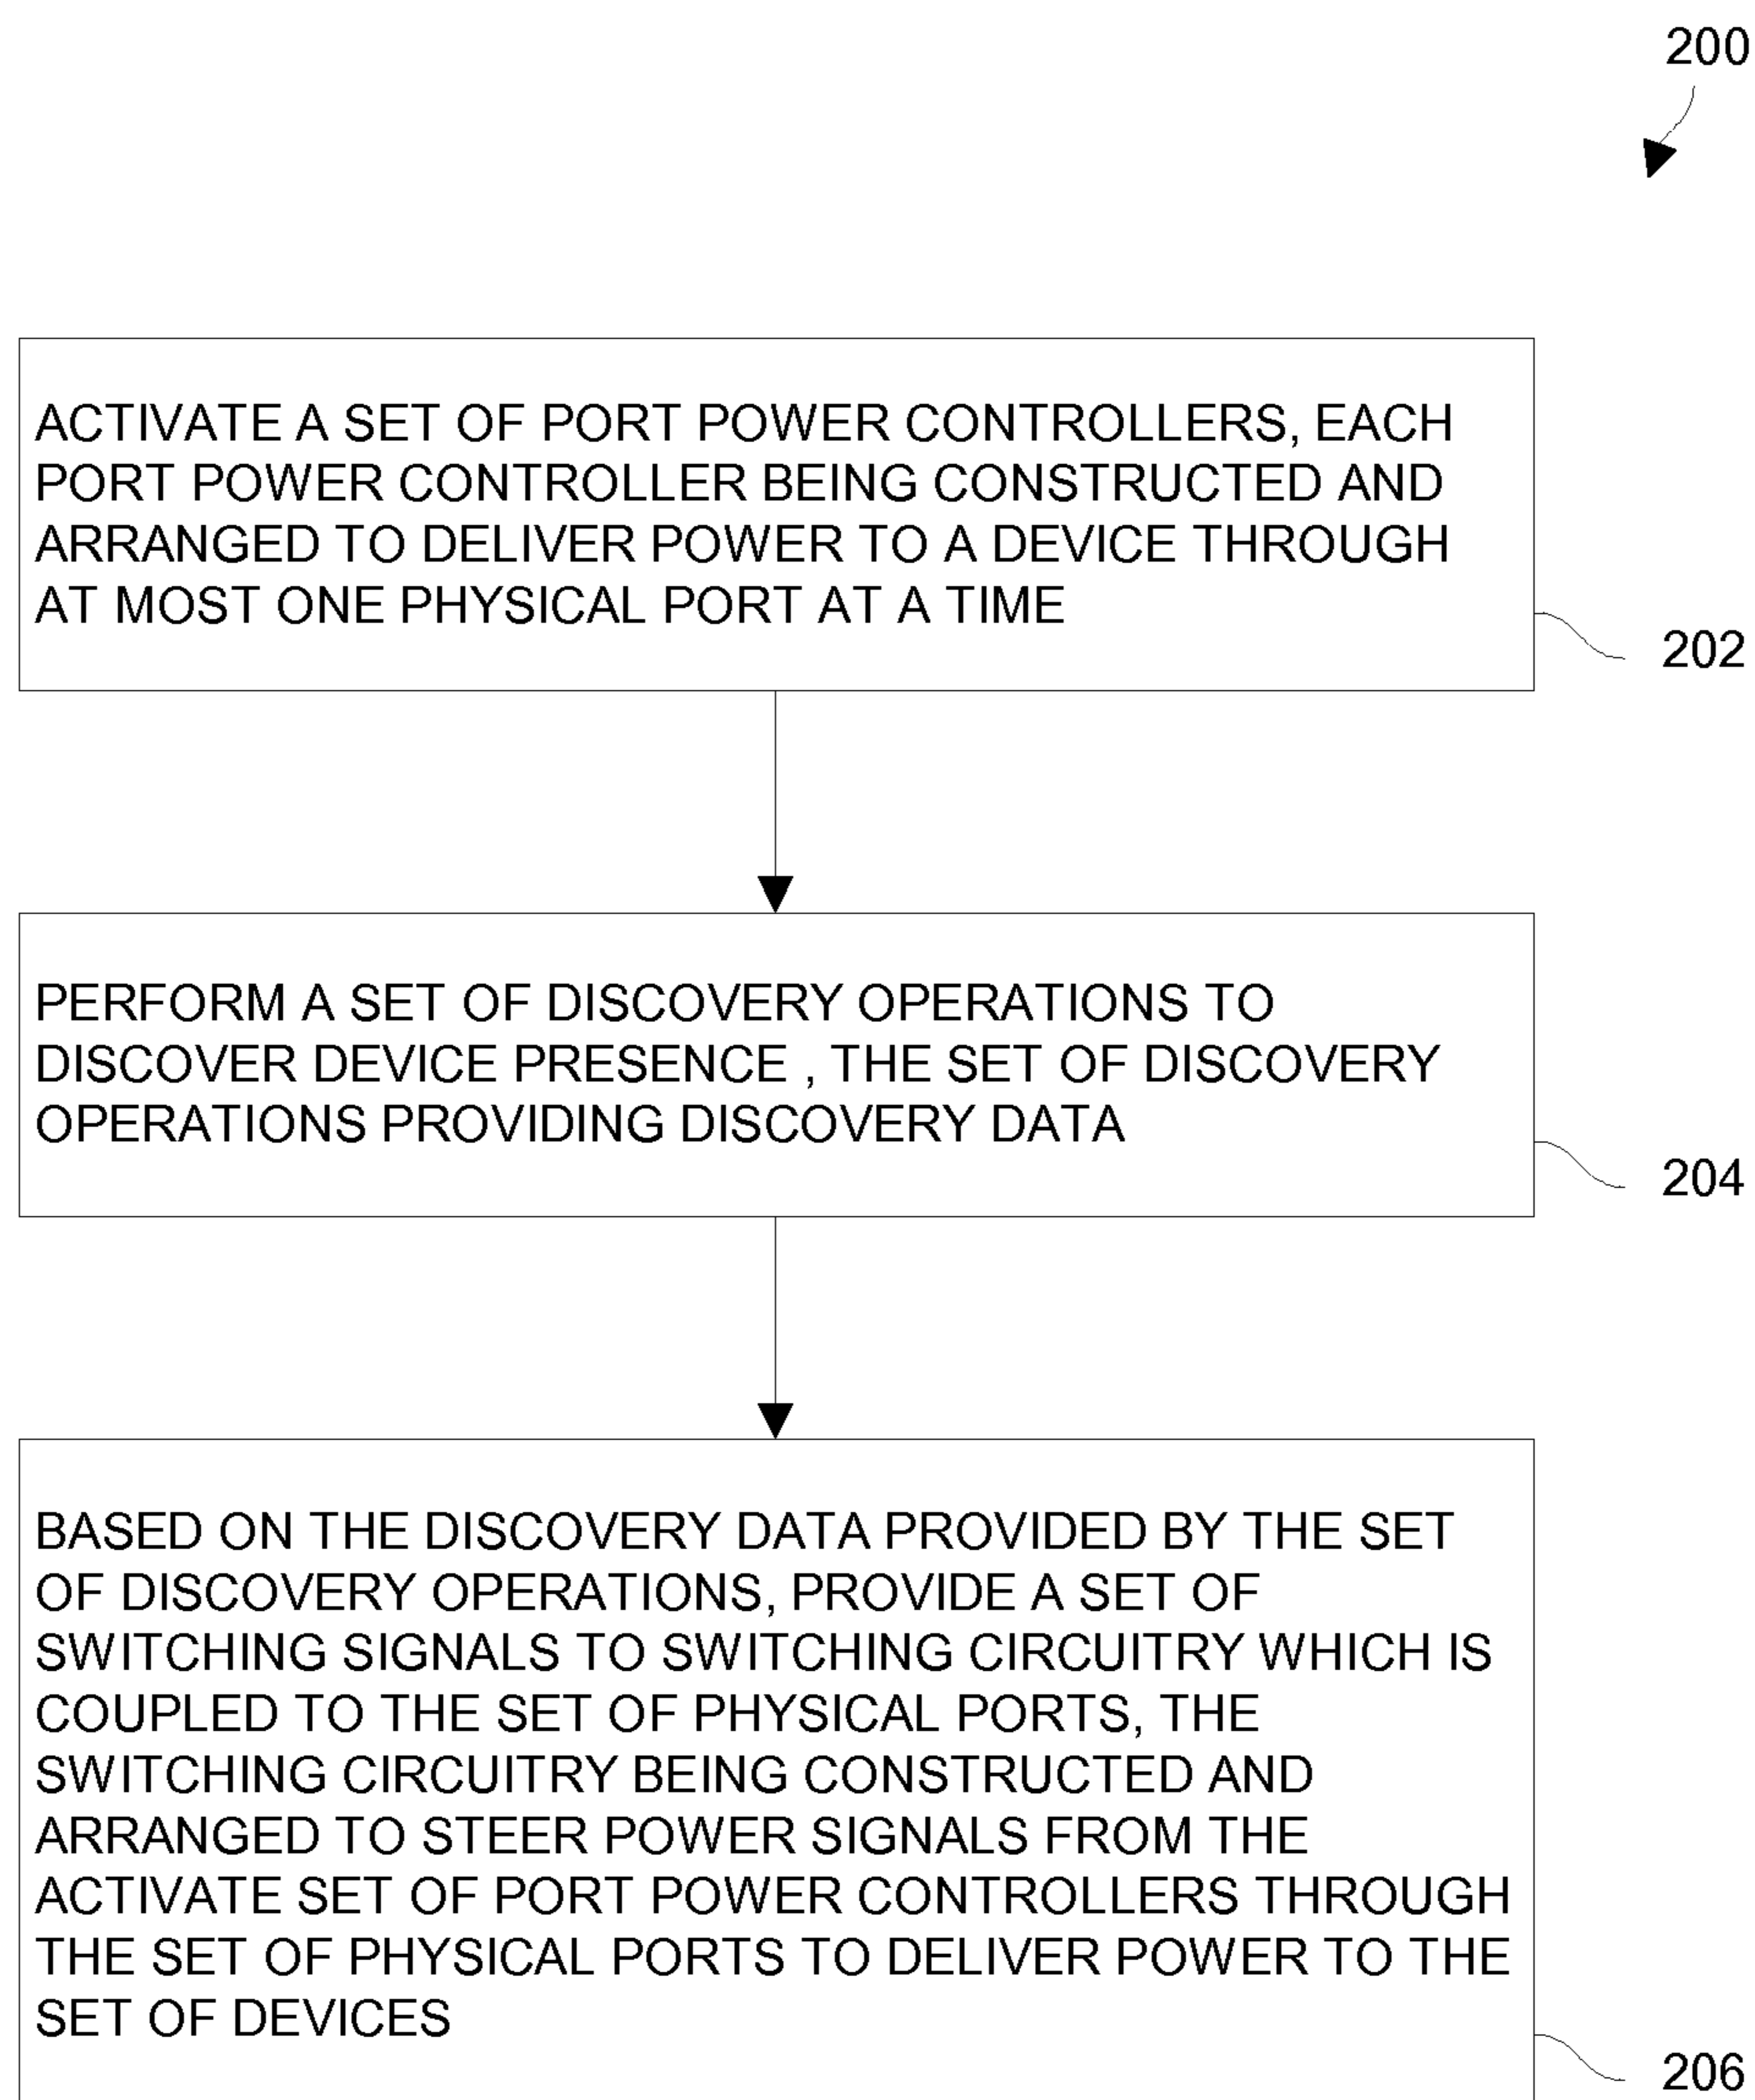 200
ACTIVATE A SET OF PORT POWER CONTROLLERS, EACH
PORT POWER CONTROLLER BEING CONSTRUCTED AND
ARRANGED TO DELIVER POWER TO A DEVICE THROUGH
AT MOST ONE PHYSICAL PORT AT A TIME
202
PERFORM A SET OF DISCOVERY OPERATIONS TO
DISCOVER DEVICE PRESENCE , THE SET OF DISCOVERY
OPERATIONS PROVIDING DISCOVERY DATA
204
BASED ON THE DISCOVERY DATA PROVIDED BY THE SET
OF DISCOVERY OPERATIONS, PROVIDE A SET OF
SWITCHING SIGNALS TO SWITCHING CIRCUITRY WHICH IS
COUPLED TO THE SET OF PHYSICAL PORTS, THE
SWITCHING CIRCUITRY BEING CONSTRUCTED AND
ARRANGED TO STEER POWER SIGNALS FROM THE
ACTIVATE SET OF PORT POWER CONTROLLERS THROUGH
THE SET OF PHYSICAL PORTS TO DELIVER POWER TO THE
SET OF DEVICES
206